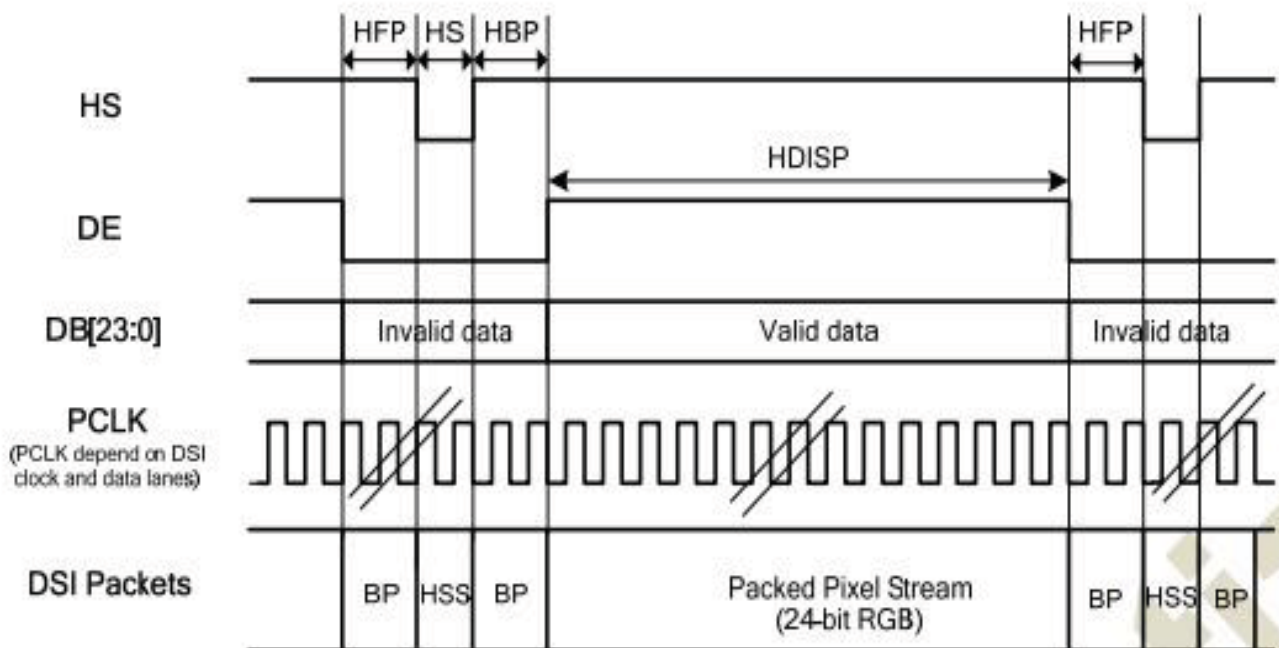 HFP HS HBP HFP
HS
HDISP
DE
DB[23:0] Invalid data Valid data Invalid data
PCLK
(PCLK depend on DSI
clock and data lanes)
DSI Packets BP HSS BP Packed Pixel Stream BP HSS BP
(24-bit RGB)